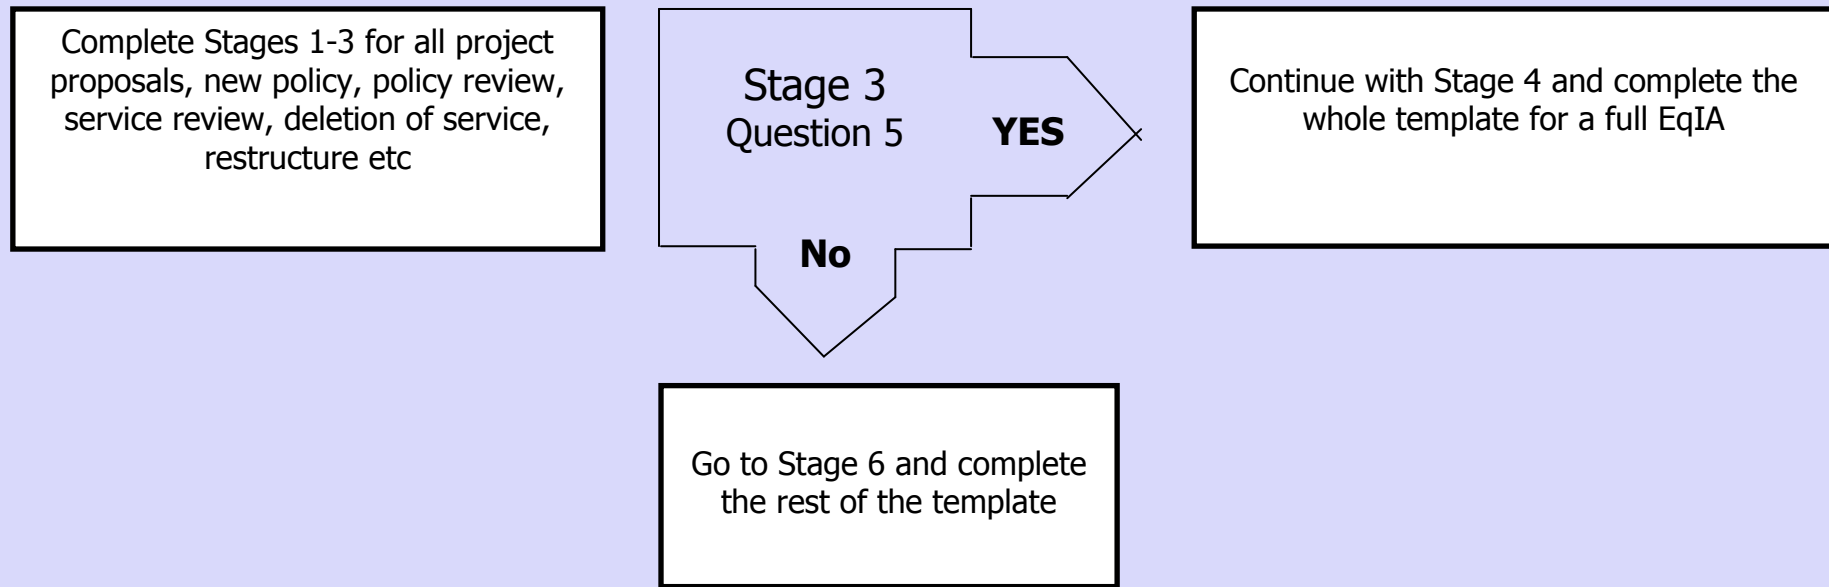 Complete Stages 1-3 for all project
proposals, new policy, policy review,
service review, deletion of service,
restructure etc
Stage 3
Question 5
YES
No
Continue with Stage 4 and complete the
whole template for a full EqIA
Go to Stage 6 and complete
the rest of the template